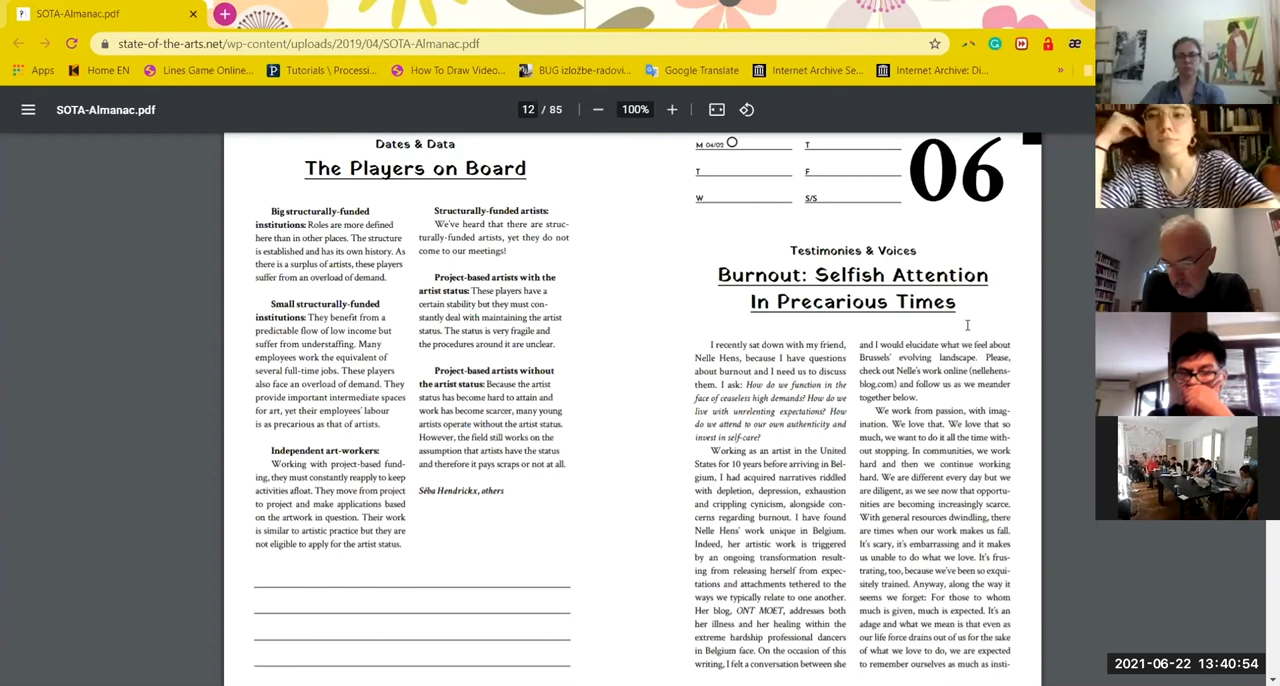 SOTA-Almanac.pdf
state-of-the-arts.net/wp-content/uploads/2019/04/SOTA-Almanac.pdf
Apps
Home EN
Lines Game Online...
Tutorials \ Processi...
How To Draw Video...
BUG izložbe-radovi...
Google Translate
Internet Archive Se...
Internet Archive: Di...
»
SOTA-Almanac.pdf
12 / 85
100%
Dates & Data
The Players on Board
Big structurally-funded
institutions: Roles are more defined
here than in other places. The structure
is established and has its own history. As
there is a surplus of artists, these players
suffer from an overload of demand.
Small structurally-funded
institutions: They benefit from a
predictable flow of low income but
suffer from understaffing. Many
employees work the equivalent of
several full-time jobs. These players
also face an overload of demand. They
provide important intermediate spaces
for art, yet their employees' labour
is as precarious as that of artists.
Independent art-workers:
Working with project-based fund-
ing, they must constantly reapply to keep
activities afloat. They move from project
to project and make applications based
on the artwork in question. Their work
is similar to artistic practice but they are
not eligible to apply for the artist status.
Structurally-funded artists:
We've heard that there are struc-
turally-funded artists, yet they do not
come to our meetings!
Project-based artists with the
artist status: These players have a
certain stability but they must con-
stantly deal with maintaining the artist
status. The status is very fragile and
the procedures around it are unclear.
Project-based artists without
the artist status: Because the artist
status has become hard to attain and
work has become scarcer, many young
artists operate without the artist status.
However, the field still works on the
assumption that artists have the status
and therefore it pays scraps or not at all.
Séba Hendrickx, others
M 04/02
T
T
F
W
S/S
06
Testimonies & Voices
Burnout: Selfish Attention
In Precarious Times
I recently sat down with my friend,
Nelle Hens, because I have questions
about burnout and I need us to discuss
them. I ask: How do we function in the
face of ceaseless high demands? How do we
live with unrelenting expectations? How
do we attend to our own authenticity and
invest in self-care?
Working as an artist in the United
States for 10 years before arriving in Bel-
gium, I had acquired narratives riddled
with depletion, depression, exhaustion
and crippling cynicism, alongside con-
cerns regarding burnout. I have found
Nelle Hens' work unique in Belgium.
Indeed, her artistic work is triggered
by an ongoing transformation result-
ing from releasing herself from expec-
tations and attachments tethered to the
ways we typically relate to one another.
Her blog, ONT MOET, addresses both
her illness and her healing within the
extreme hardship professional dancers
in Belgium face. On the occasion of this
writing, I felt a conversation between she
and I would elucidate what we feel about
Brussels' evolving landscape. Please,
check out Nelle's work online (nellehens-
blog.com) and follow us as we meander
together below.
We work from passion, with imag-
ination. We love that. We love that so
much, we want to do it all the time with-
out stopping. In communities, we work
hard and then we continue working
hard. We are different every day but we
are diligent, as we see now that opportu-
nities are becoming increasingly scarce.
With general resources dwindling, there
are times when our work makes us fall.
It's scary, it's embarrassing and it makes
us unable to do what we love. It's frus-
trating, too, because we've been so exqui-
sitely trained. Anyway, along the way it
seems we forget: For those to whom
much is given, much is expected. It's an
adage and what we mean is that even as
our life force drains out of us for the sake
of what we love to do, we are expected
to remember ourselves as much as insti-
2021-06-22 13:40:54